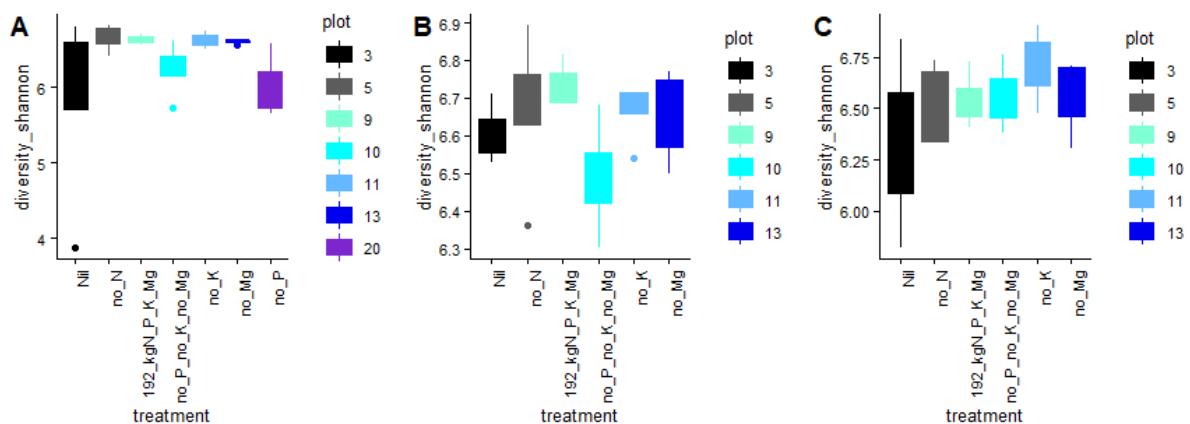 A
diversity_shannon
6
5
4
Nil
no_N
192_kgN_P_K_Mg
no_P_no_K_no_Mg
no_K
no_Mg
no_P
treatment
plot
3
5
9
10
11
13
20
B
diversity_shannon
6.9
6.8
6.7
6.6
6.5
6.4
6.3
Nil
no_N
192_kgN_P_K_Mg
no_P_no_K_no_Mg
no_K
no_Mg
treatment
plot
3
5
9
10
11
13
C
diversity_shannon
6.75
6.50
6.25
6.00
Nil
no_N
192_kgN_P_K_Mg
no_P_no_K_no_Mg
no_K
no_Mg
treatment
plot
3
5
9
10
11
13